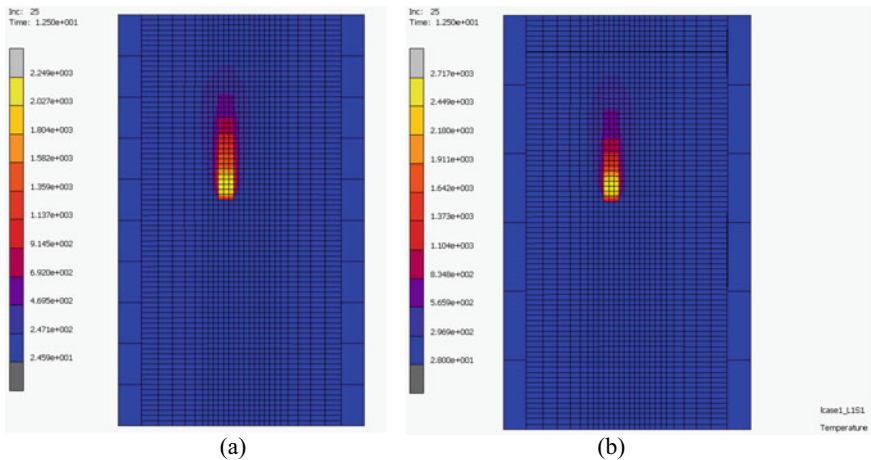 Inc: 25
Time: 1.250e+001
2.249e+003
2.027e+003
1.804e+003
1.582e+003
1.359e+003
1.137e+003
9.145e+002
6.920e+002
4.695e+002
2.471e+002
2.459e+001
(a)
Inc: 25
Time: 1.250e+001
2.717e+003
2.449e+003
2.180e+003
1.911e+003
1.642e+003
1.373e+003
1.104e+003
8.348e+002
5.659e+002
2.969e+002
2.800e+001
lcase1_L1S1
Temperature
(b)